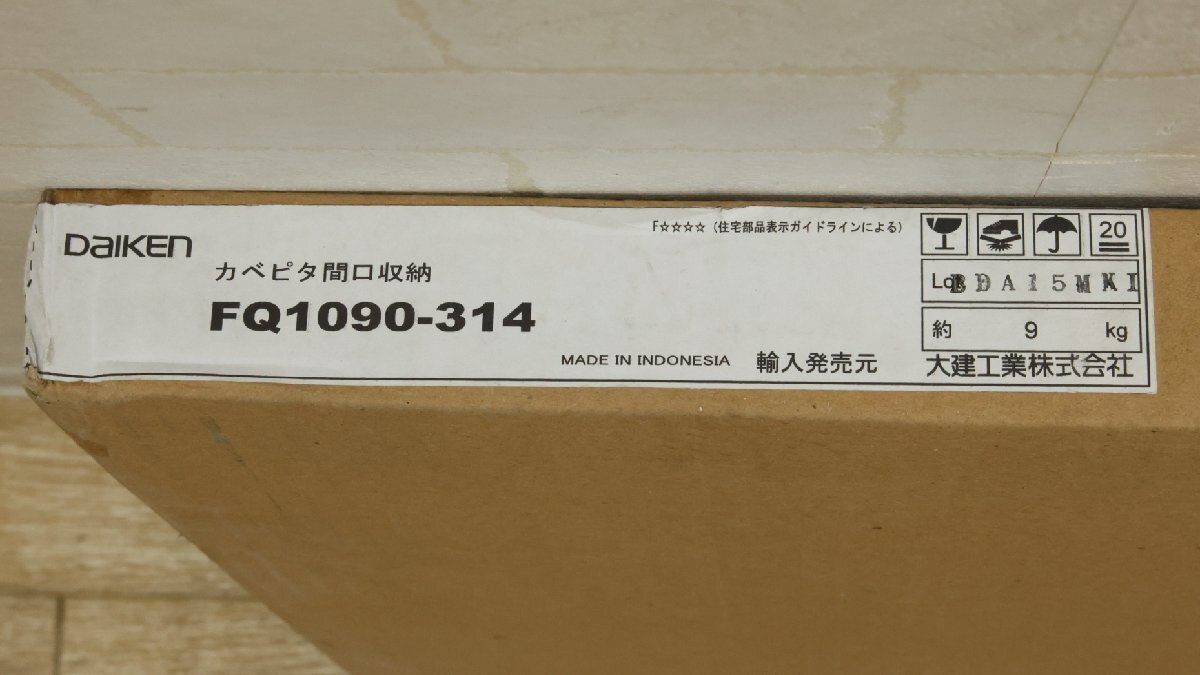 DAIKEN
カベピタ間口収納
FQ1090-314
F☆☆☆☆ (住宅部品表示ガイドラインによる)
20
DA15MKI
約 9 kg
MADE IN INDONESIA 輸入発売元 大建工業株式会社